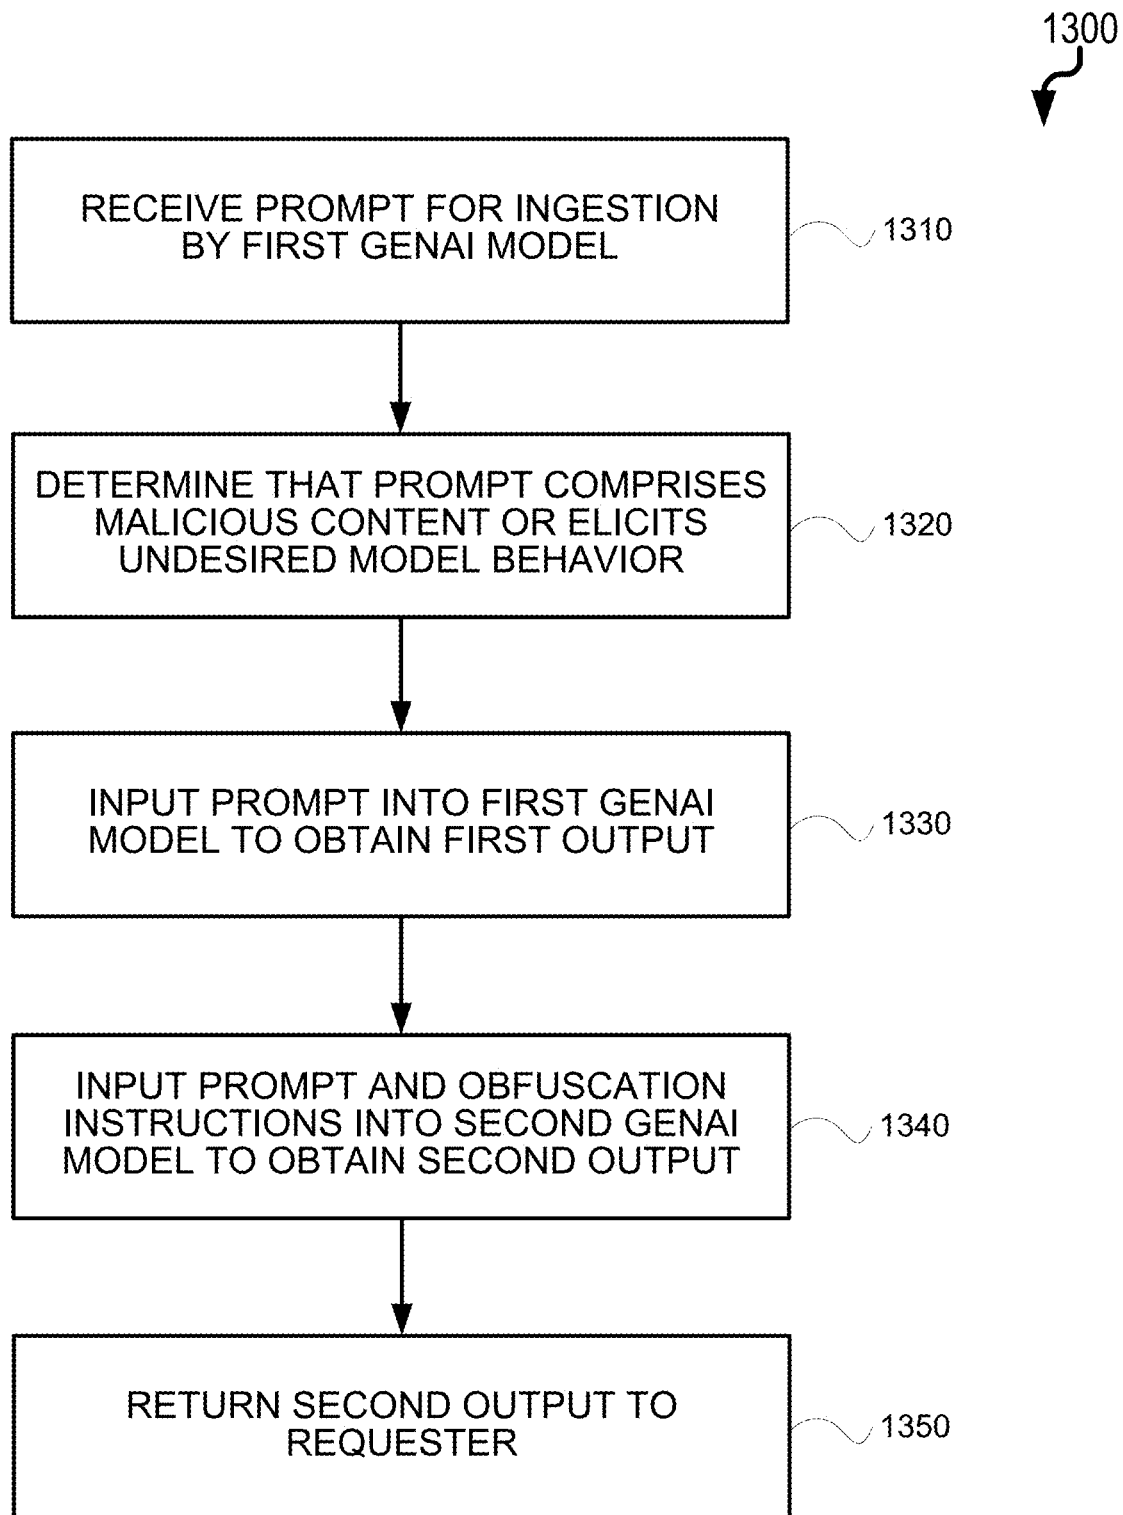 1300
RECEIVE PROMPT FOR INGESTION
BY FIRST GENAI MODEL
1310
DETERMINE THAT PROMPT COMPRISES
MALICIOUS CONTENT OR ELICITS
UNDESIRED MODEL BEHAVIOR
1320
INPUT PROMPT INTO FIRST GENAI
MODEL TO OBTAIN FIRST OUTPUT
1330
INPUT PROMPT AND OBFUSCATION
INSTRUCTIONS INTO SECOND GENAI
MODEL TO OBTAIN SECOND OUTPUT
1340
RETURN SECOND OUTPUT TO
REQUESTER
1350